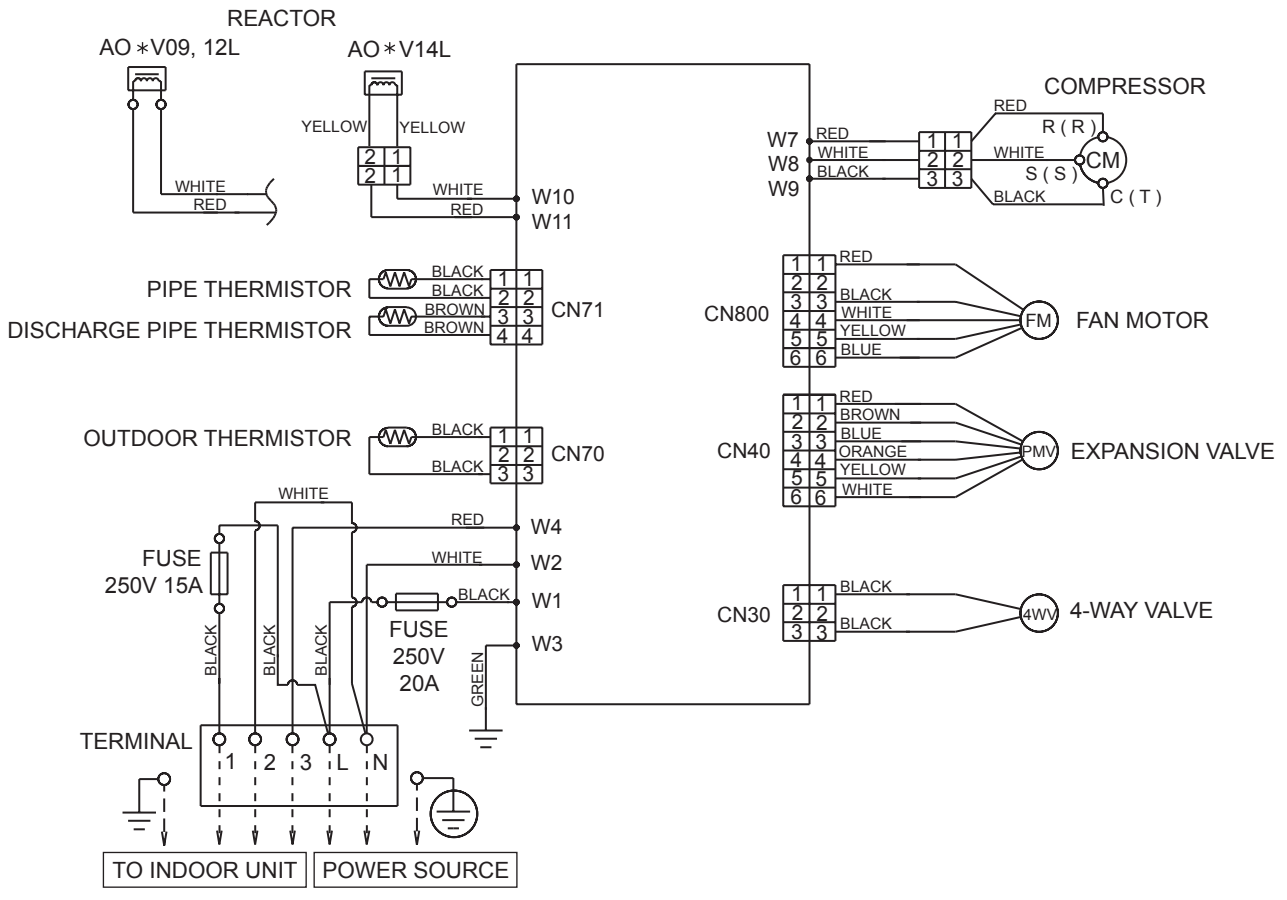 REACTOR
AO*V09, 12L
AO*V14L
YELLOW YELLOW
2 1
2 1
WHITE
RED
WHITE
RED
W10
W11
PIPE THERMISTOR
DISCHARGE PIPE THERMISTOR
BLACK
BLACK
BROWN
BROWN
1 1
2 2
3 3
4 4
CN71
OUTDOOR THERMISTOR
BLACK
BLACK
1 1
2 2
3 3
CN70
WHITE
RED
W4
WHITE
W2
BLACK
W1
W3
FUSE
250V 15A
FUSE
250V
20A
BLACK
BLACK
BLACK
GREEN
TERMINAL
1 2 3 L N
TO INDOOR UNIT
POWER SOURCE
COMPRESSOR
W7
W8
W9
RED
WHITE
BLACK
1 1
2 2
3 3
RED
WHITE
BLACK
R ( R )
S ( S )
C ( T )
CM
CN800
1 1
2 2
3 3
4 4
5 5
6 6
RED
BLACK
WHITE
YELLOW
BLUE
FM
FAN MOTOR
CN40
1 1
2 2
3 3
4 4
5 5
6 6
RED
BROWN
BLUE
ORANGE
YELLOW
WHITE
PMV
EXPANSION VALVE
CN30
1 1
2 2
3 3
BLACK
BLACK
4WV
4-WAY VALVE